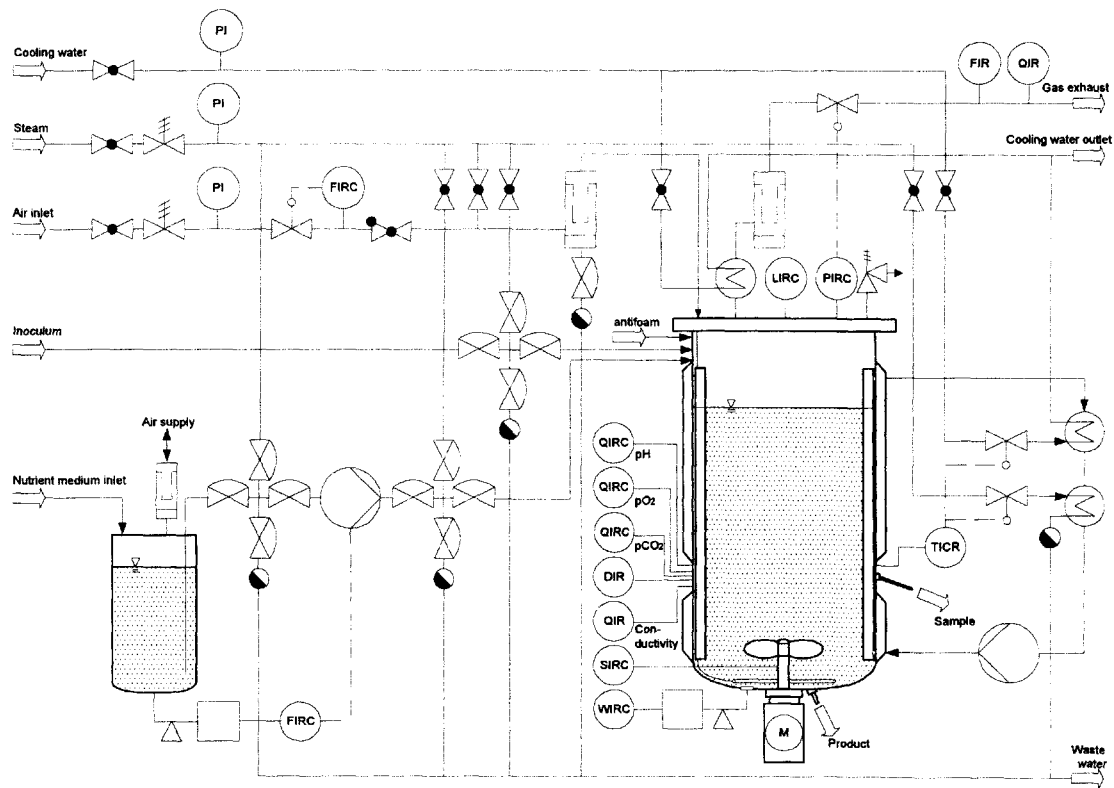 PI
Cooling water
FIR
QIR
Gas exhaust
PI
Steam
Cooling water outlet
PI
FIRC
Air inlet
LIRC
PIRC
antifoam
Inoculum
Air supply
QIRC
pH
Nutrient medium inlet
QIRC
pO2
QIRC
pCO2
TICR
DIR
QIR
Con-
ductivity
Sample
SIRC
WIRC
FIRC
M
Product
Waste
water